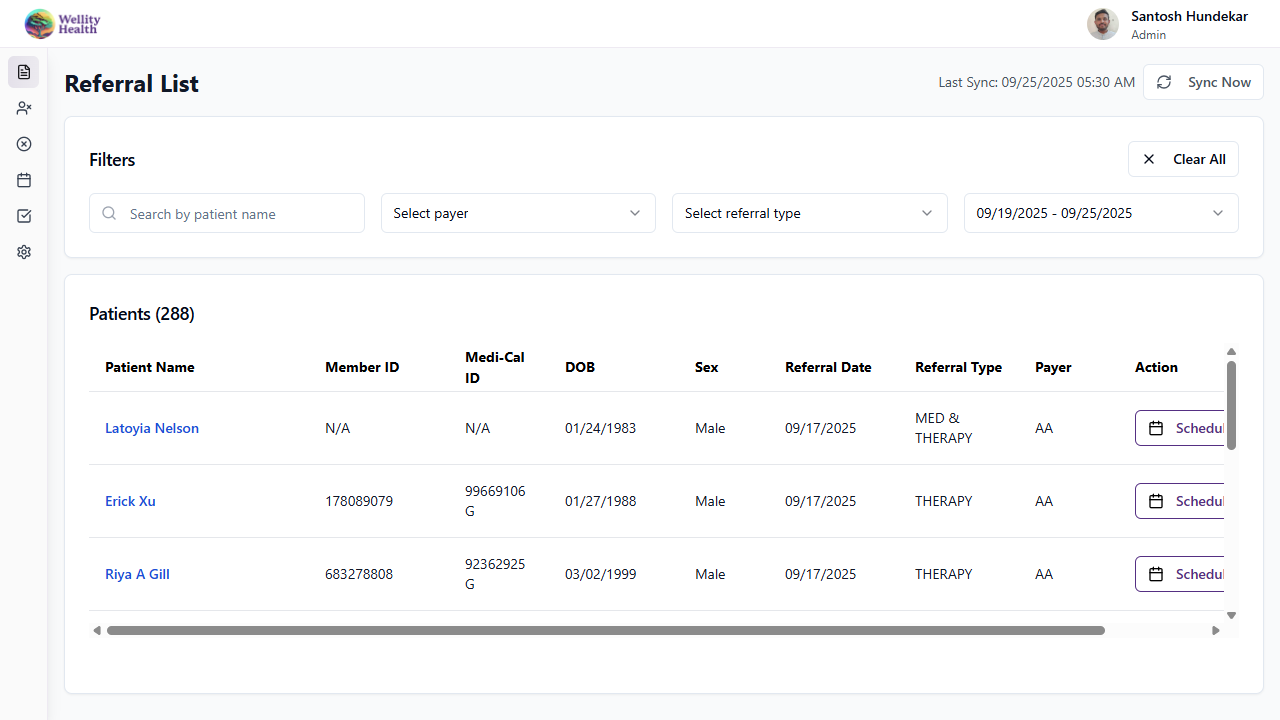 Wellity
Health
Santosh Hundekar
Admin
Referral List
Last Sync: 09/25/2025 05:30 AM
Sync Now
Filters
Clear All
Search by patient name
Select payer
Select referral type
09/19/2025 - 09/25/2025
Patients (288)
Patient Name
Member ID
Medi-Cal
ID
DOB
Sex
Referral Date
Referral Type
Payer
Action
Latoyia Nelson
N/A
N/A
01/24/1983
Male
09/17/2025
MED &
THERAPY
AA
Schedul
Erick Xu
178089079
99669106
G
01/27/1988
Male
09/17/2025
THERAPY
AA
Schedul
Riya A Gill
683278808
92362925
G
03/02/1999
Male
09/17/2025
THERAPY
AA
Schedul